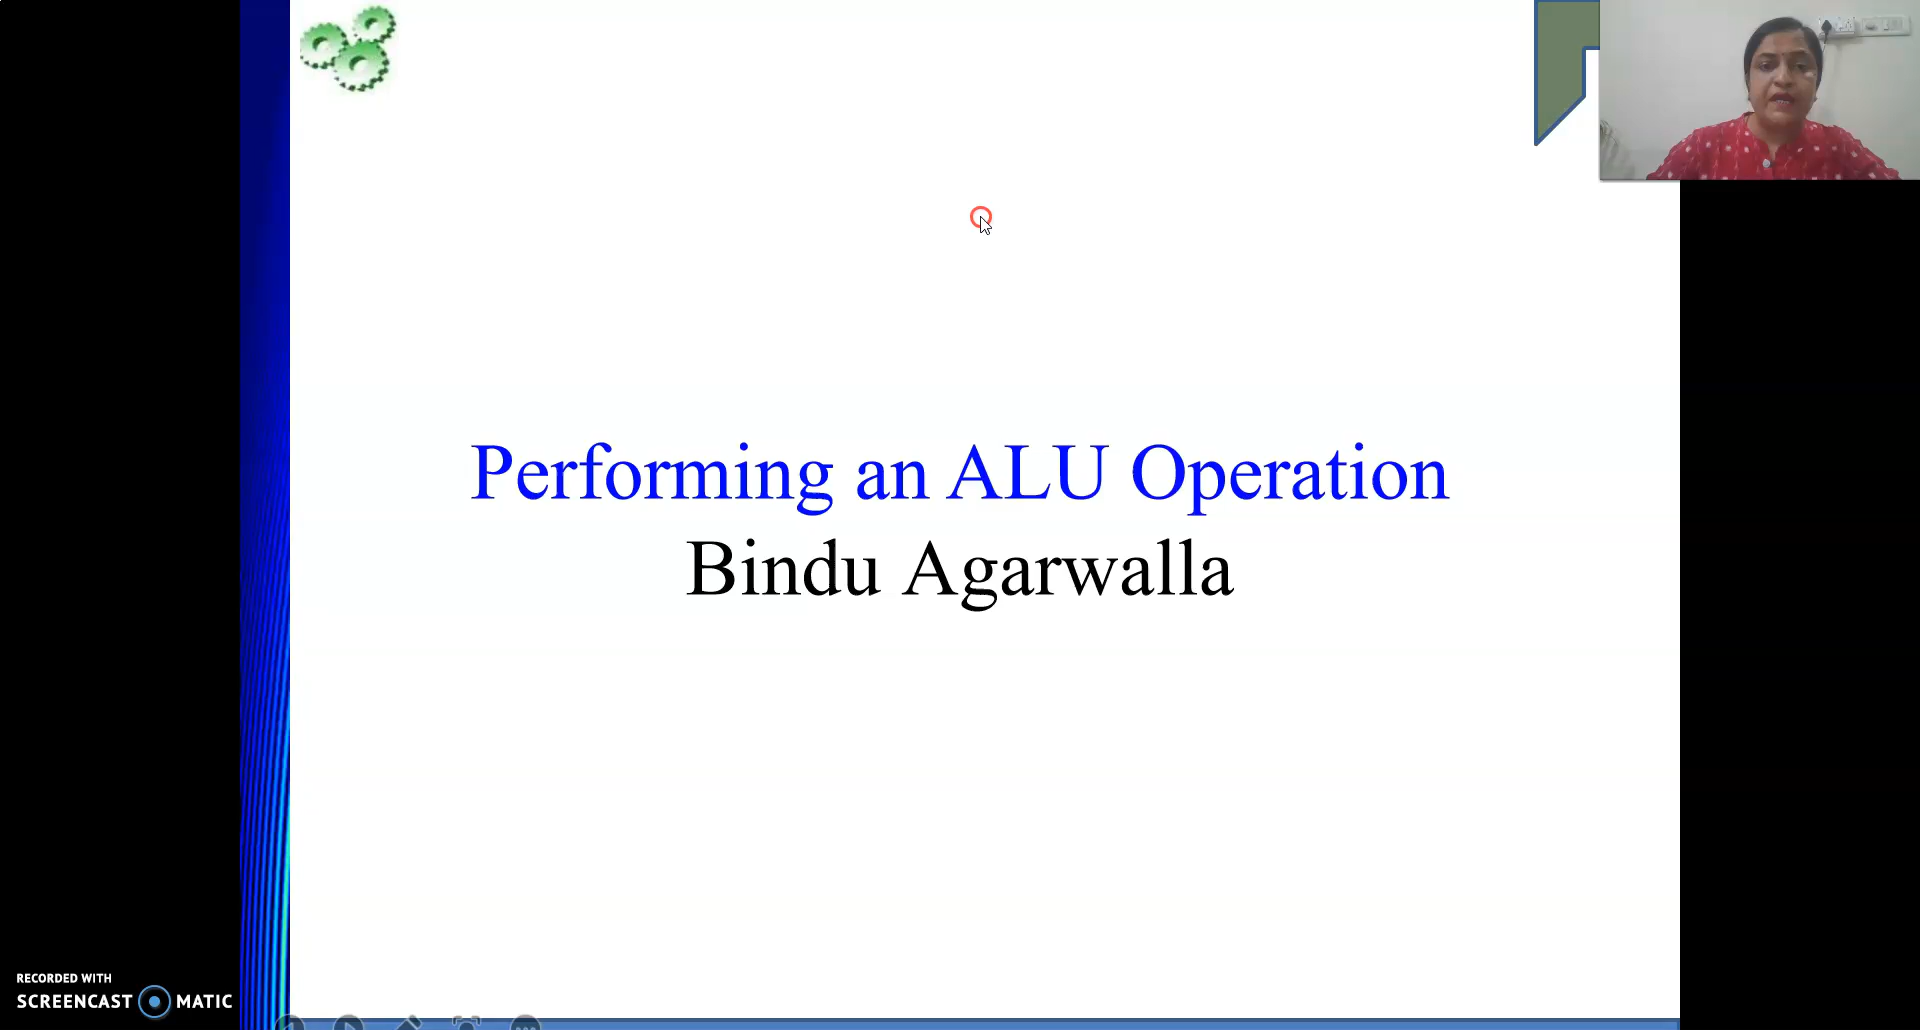 Performing an ALU Operation
Bindu Agarwalla
RECORDED WITH
SCREENCAST MATIC